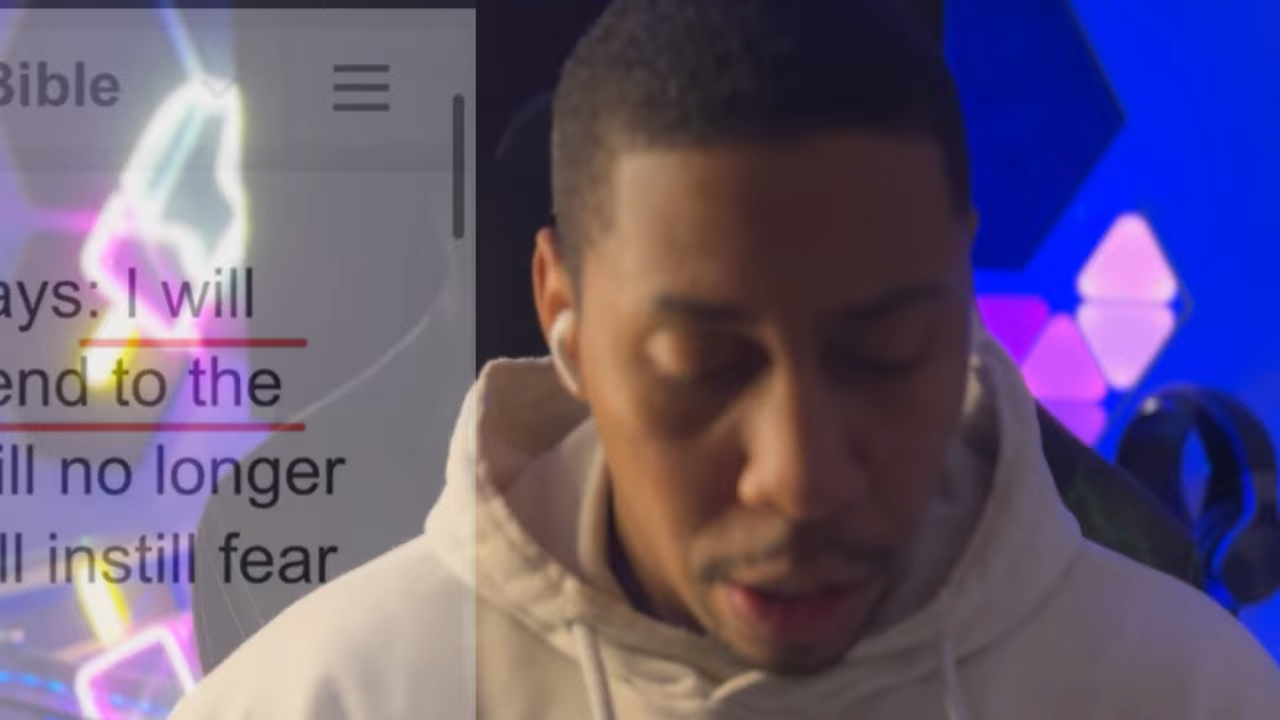 Bible
ays: I will
end to the
ill no longer
ll instill fear